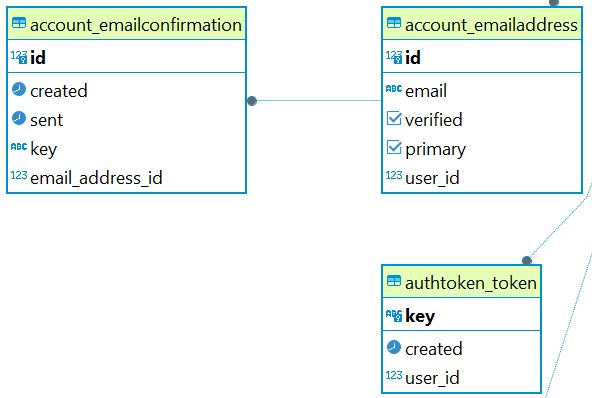 account_emailconfirmation
123 id
created
sent
ABC key
123 email_address_id
account_emailaddress
123 id
ABC email
verified
primary
123 user_id
authtoken_token
ABC key
created
123 user_id